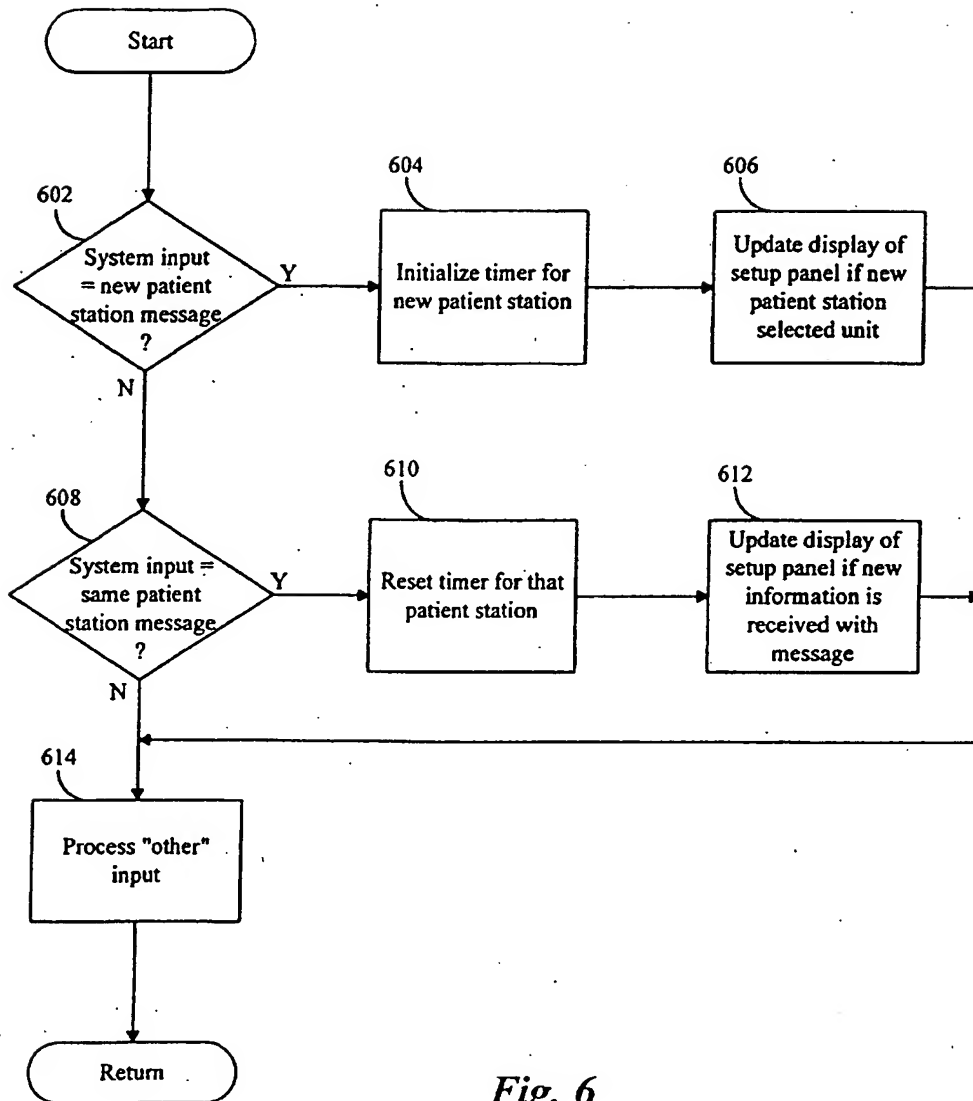 Start
602
System input
= new patient
station message
?
Y
N
604
Initialize timer for
new patient station
606
Update display of
setup panel if new
patient station
selected unit
608
System input =
same patient
station message
?
Y
N
610
Reset timer for that
patient station
612
Update display of
setup panel if new
information is
received with
message
614
Process "other"
input
Return
Fig. 6